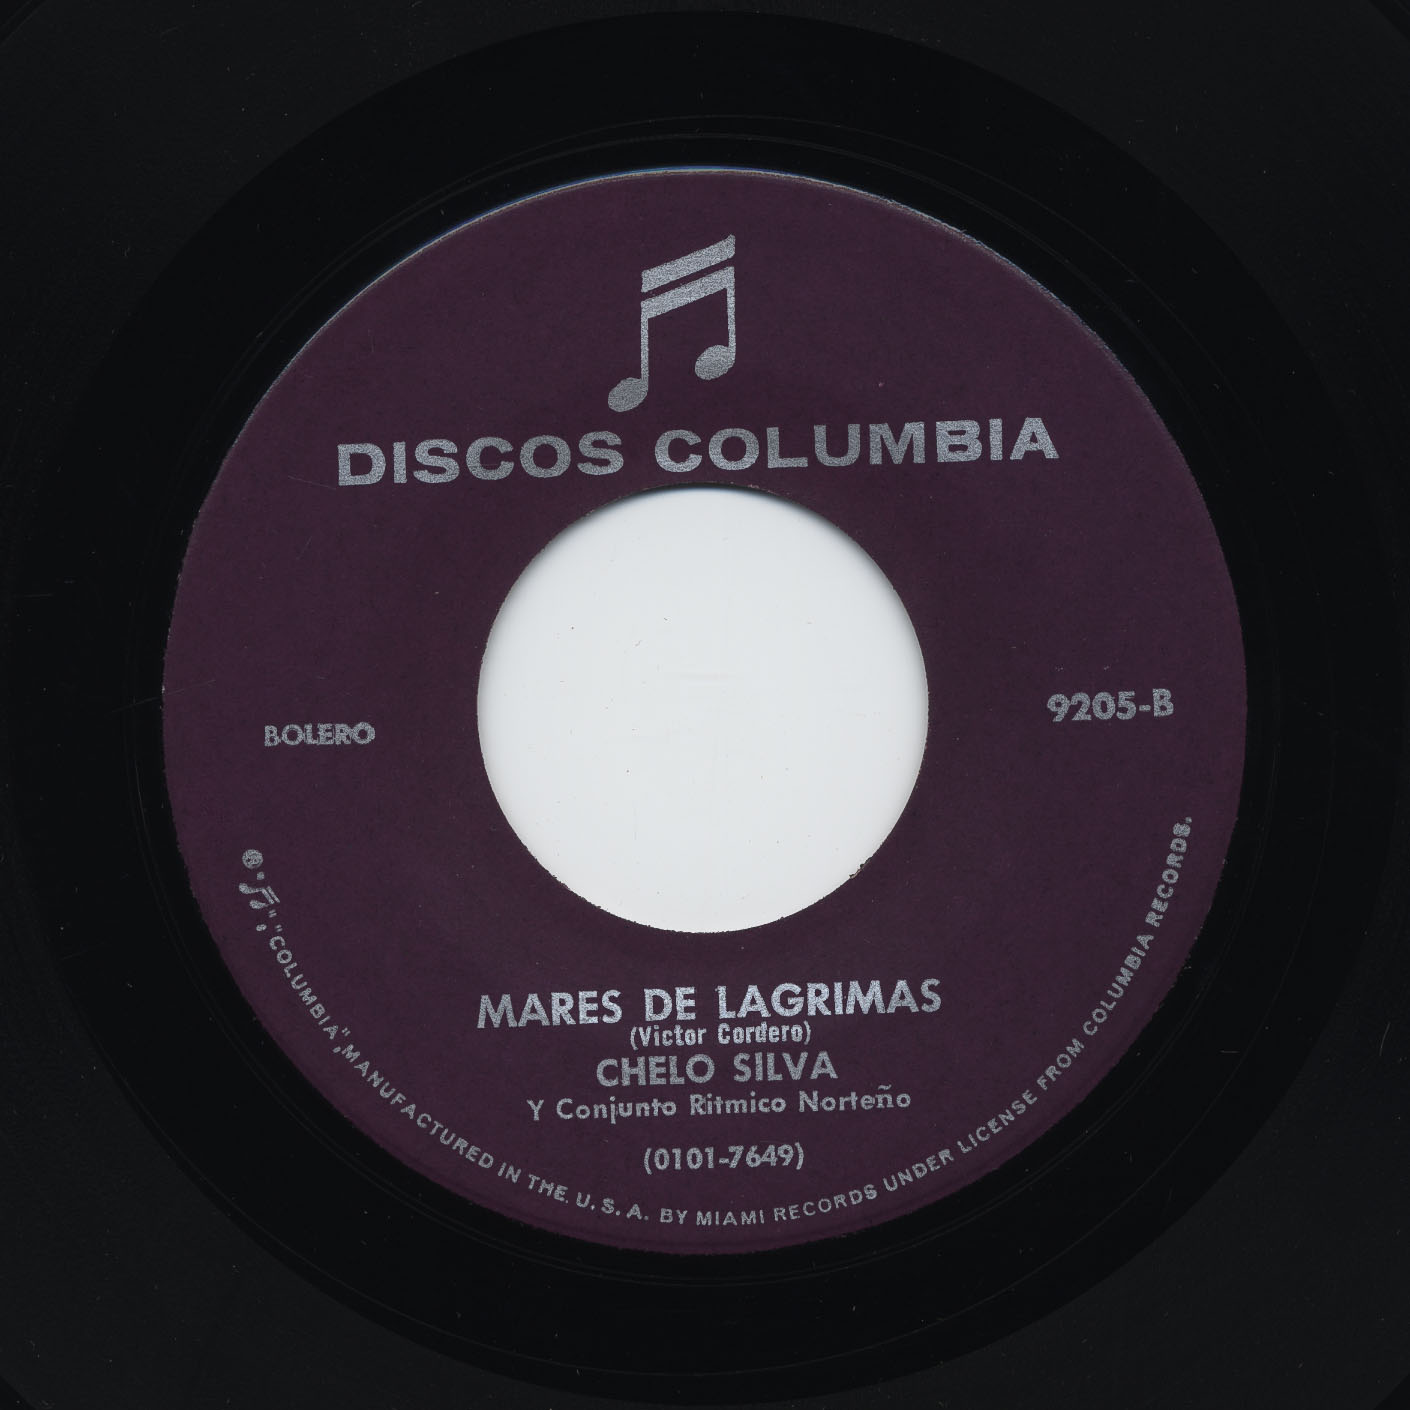 DISCOS COLUMBIA
BOLERO
9205-B
MARES DE LAGRIMAS
(Victor Cordero)
CHELO SILVA
Y Conjunto Ritmico Norteño
(0101-7649)
"COLUMBIA", MANUFACTURED IN THE U.S.A. BY MIAMI RECORDS UNDER LICENSE FROM COLUMBIA RECORDS.